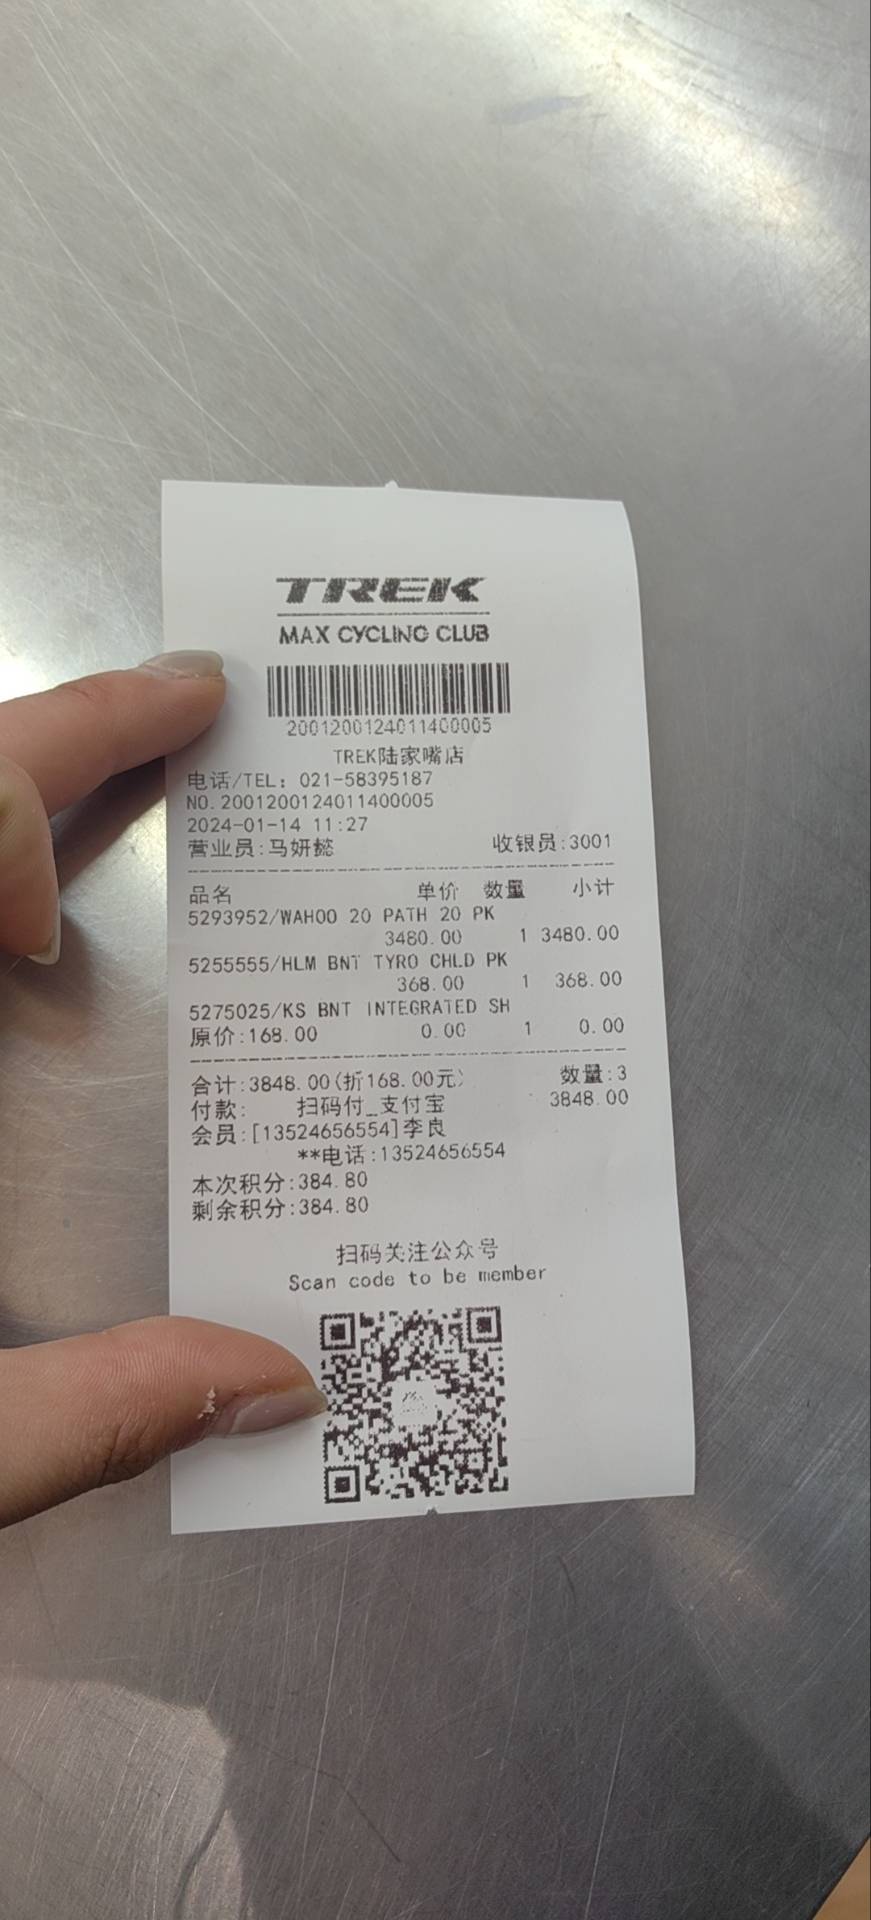 TREK
MAX CYCLING CLUB
2001200124011400005
TREK陆家嘴店
电话/TEL: 021-58395187
NO.2001200124011400005
2024-01-14 11:27
营业员:马妍懿 收银员:3001
品名 单价 数量 小计
5293952/WAHOO 20 PATH 20 PK
3480.00 1 3480.00
5255555/HLM BNT TYRO CHLD PK
368.00 1 368.00
5275025/KS BNT INTEGRATED SH
原价:168.00 0.00 1 0.00
合计:3848.00(折168.00元) 数量:3
付款: 扫码付_支付宝 3848.00
会员:[13524656554]李良
**电话:13524656554
本次积分:384.80
剩余积分:384.80
扫码关注公众号
Scan code to be member